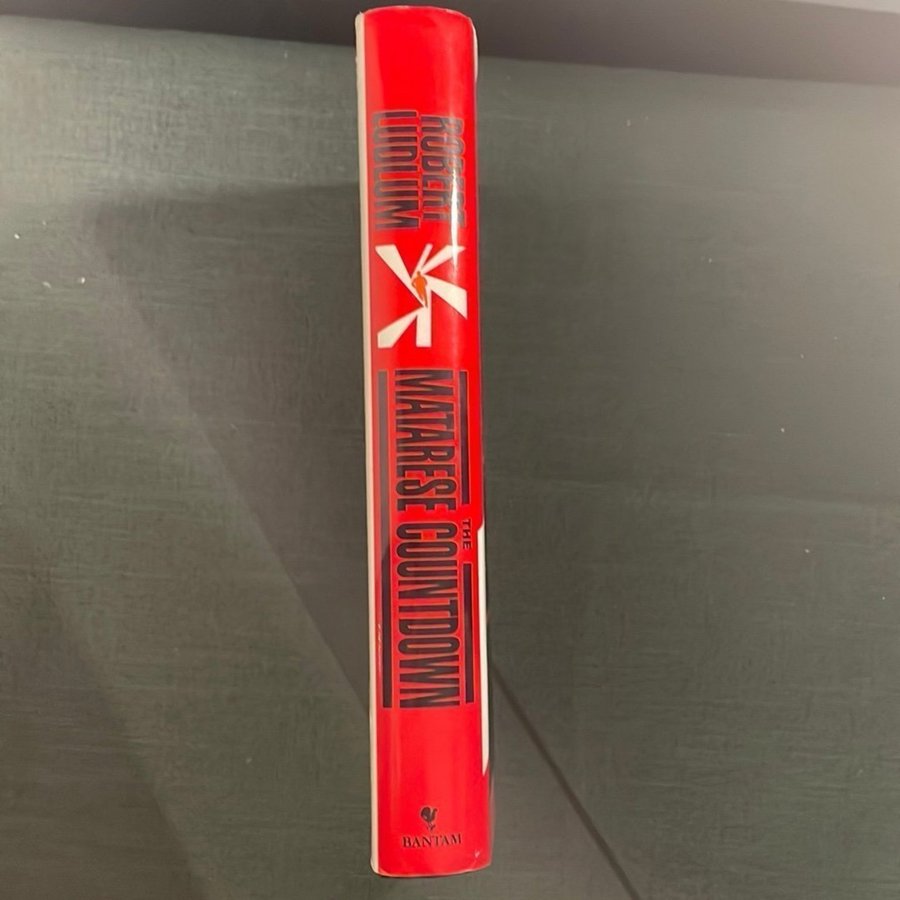 ROBERT
LUDLUM
THE
MATARESE COUNTDOWN
BANTAM